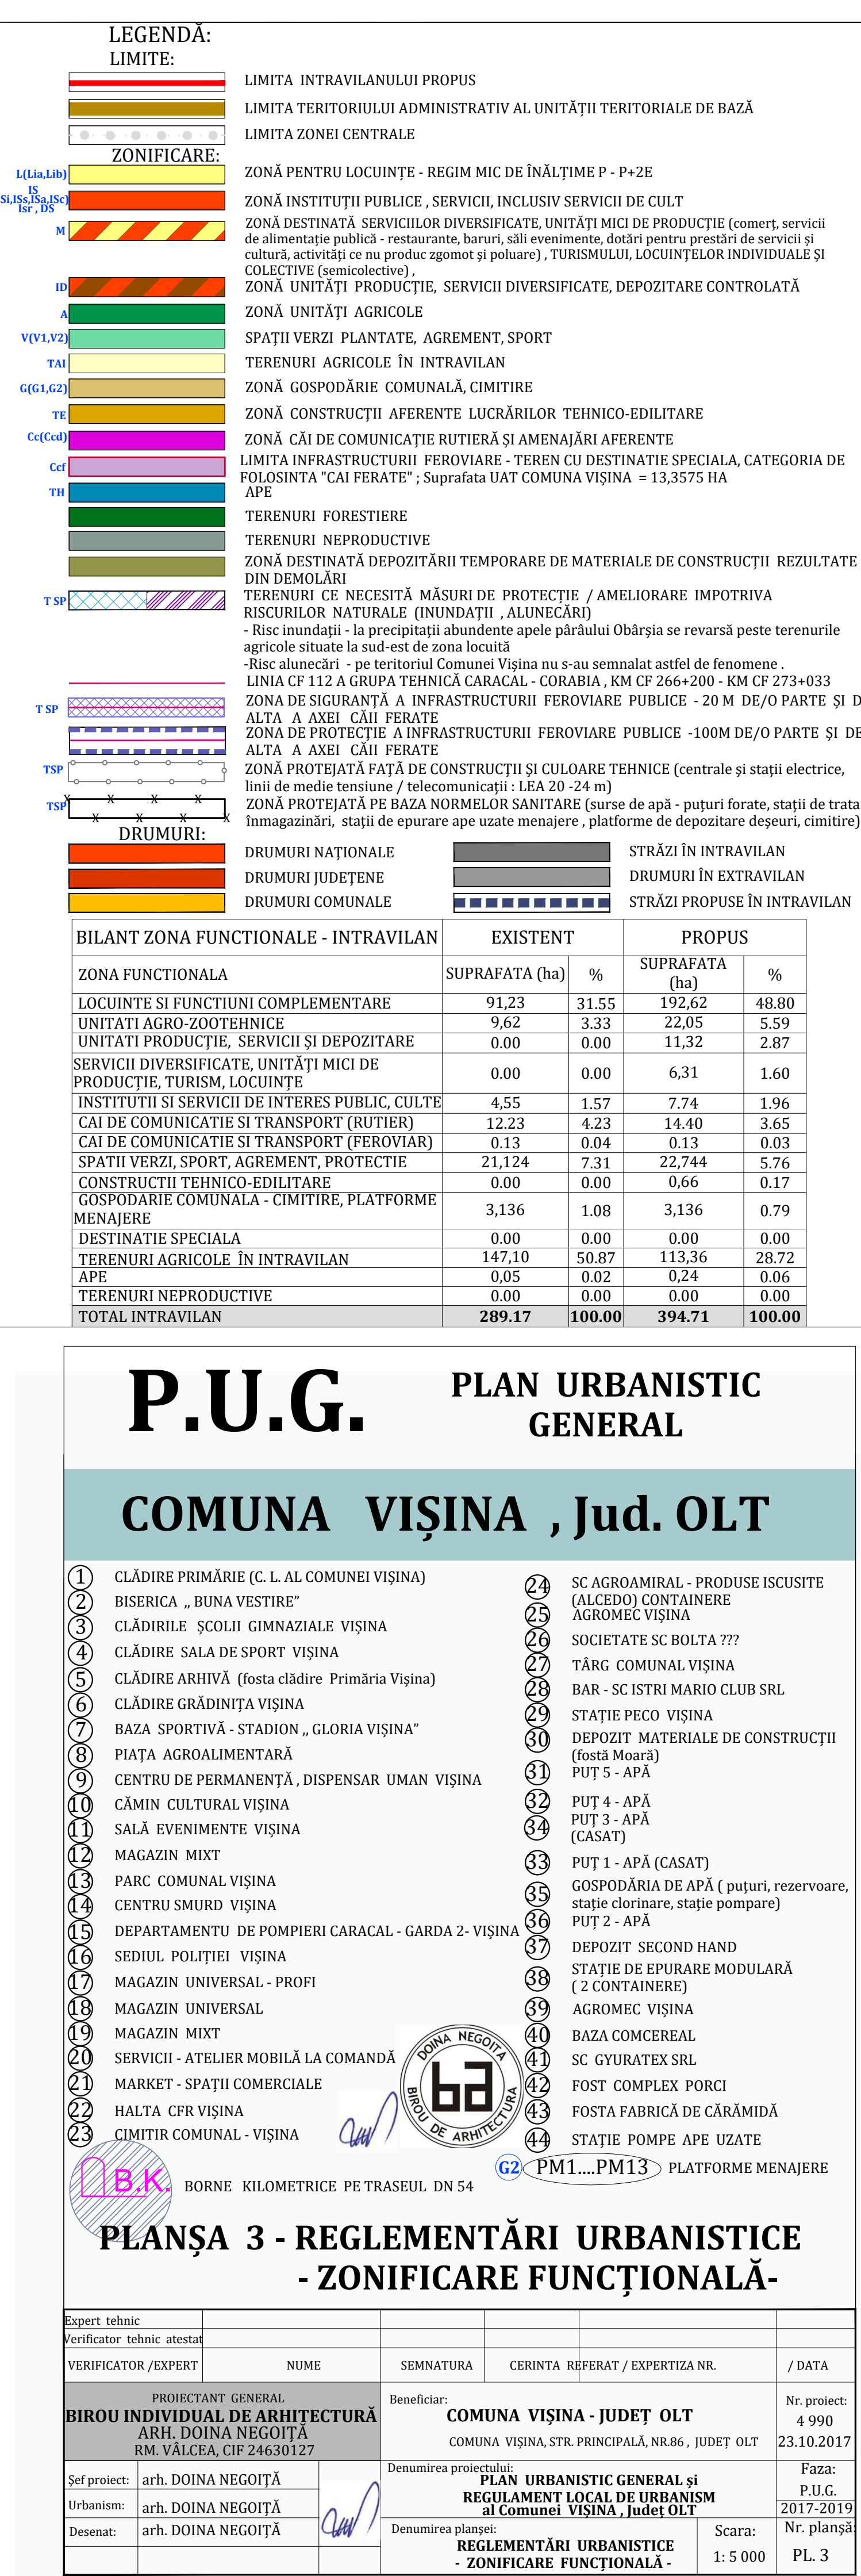 LEGENDĂ:
LIMITE:
LIMITA INTRAVILANULUI PROPUS
LIMITA TERITORIULUI ADMINISTRATIV AL UNITĂȚII TERITORIALE DE BAZĂ
LIMITA ZONEI CENTRALE
ZONIFICARE:
L(Lia,Lib) ZONĂ PENTRU LOCUINȚE - REGIM MIC DE ÎNĂLȚIME P - P+2E
IS
Si,ISs,ISa,ISc) ZONĂ INSTITUȚII PUBLICE , SERVICII, INCLUSIV SERVICII DE CULT
Isr , DS
M ZONĂ DESTINATĂ SERVICIILOR DIVERSIFICATE, UNITĂȚI MICI DE PRODUCȚIE (comerț, servicii
de alimentație publică - restaurante, baruri, săli evenimente, dotări pentru prestări de servicii și
cultură, activități ce nu produc zgomot și poluare) , TURISMULUI, LOCUINȚELOR INDIVIDUALE ȘI
COLECTIVE (semicolective) ,
ID ZONĂ UNITĂȚI PRODUCȚIE, SERVICII DIVERSIFICATE, DEPOZITARE CONTROLATĂ
A ZONĂ UNITĂȚI AGRICOLE
V(V1,V2) SPAȚII VERZI PLANTATE, AGREMENT, SPORT
TAI TERENURI AGRICOLE ÎN INTRAVILAN
G(G1,G2) ZONĂ GOSPODĂRIE COMUNALĂ, CIMITIRE
TE ZONĂ CONSTRUCȚII AFERENTE LUCRĂRILOR TEHNICO-EDILITARE
Cc(Ccd) ZONĂ CĂI DE COMUNICAȚIE RUTIERĂ ȘI AMENAJĂRI AFERENTE
Ccf LIMITA INFRASTRUCTURII FEROVIARE - TEREN CU DESTINATIE SPECIALA, CATEGORIA DE
FOLOSINTA "CAI FERATE" ; Suprafata UAT COMUNA VIȘINA = 13,3575 HA
TH APE
TERENURI FORESTIERE
TERENURI NEPRODUCTIVE
ZONĂ DESTINATĂ DEPOZITĂRII TEMPORARE DE MATERIALE DE CONSTRUCȚII REZULTATE
DIN DEMOLĂRI
T SP TERENURI CE NECESITĂ MĂSURI DE PROTECȚIE / AMELIORARE IMPOTRIVA
RISCURILOR NATURALE (INUNDAȚII , ALUNECĂRI)
- Risc inundații - la precipitații abundente apele pârâului Obârșia se revarsă peste terenurile
agricole situate la sud-est de zona locuită
-Risc alunecări - pe teritoriul Comunei Vișina nu s-au semnalat astfel de fenomene .
LINIA CF 112 A GRUPA TEHNICĂ CARACAL - CORABIA , KM CF 266+200 - KM CF 273+033
T SP ZONA DE SIGURANȚĂ A INFRASTRUCTURII FEROVIARE PUBLICE - 20 M DE/O PARTE ȘI D
ALTA A AXEI CĂII FERATE
ZONA DE PROTECȚIE A INFRASTRUCTURII FEROVIARE PUBLICE -100M DE/O PARTE ȘI DE
ALTA A AXEI CĂII FERATE
TSP ZONĂ PROTEJATĂ FAȚĂ DE CONSTRUCȚII ȘI CULOARE TEHNICE (centrale și stații electrice,
linii de medie tensiune / telecomunicații : LEA 20 -24 m)
TSP X X X X ZONĂ PROTEJATĂ PE BAZA NORMELOR SANITARE (surse de apă - puțuri forate, stații de trata
X X X X înmagazinări, stații de epurare ape uzate menajere , platforme de depozitare deșeuri, cimitire)
DRUMURI:
DRUMURI NAȚIONALE STRĂZI ÎN INTRAVILAN
DRUMURI JUDEȚENE DRUMURI ÎN EXTRAVILAN
DRUMURI COMUNALE STRĂZI PROPUSE ÎN INTRAVILAN
BILANT ZONA FUNCTIONALE - INTRAVILAN EXISTENT PROPUS
ZONA FUNCTIONALA SUPRAFATA (ha) % SUPRAFATA (ha) %
LOCUINTE SI FUNCTIUNI COMPLEMENTARE 91,23 31.55 192,62 48.80
UNITATI AGRO-ZOOTEHNICE 9,62 3.33 22,05 5.59
UNITATI PRODUCȚIE, SERVICII ȘI DEPOZITARE 0.00 0.00 11,32 2.87
SERVICII DIVERSIFICATE, UNITĂȚI MICI DE
PRODUCȚIE, TURISM, LOCUINȚE 0.00 0.00 6,31 1.60
INSTITUTII SI SERVICII DE INTERES PUBLIC, CULTE 4,55 1.57 7.74 1.96
CAI DE COMUNICATIE SI TRANSPORT (RUTIER) 12.23 4.23 14.40 3.65
CAI DE COMUNICATIE SI TRANSPORT (FEROVIAR) 0.13 0.04 0.13 0.03
SPATII VERZI, SPORT, AGREMENT, PROTECTIE 21,124 7.31 22,744 5.76
CONSTRUCTII TEHNICO-EDILITARE 0.00 0.00 0,66 0.17
GOSPODARIE COMUNALA - CIMITIRE, PLATFORME
MENAJERE 3,136 1.08 3,136 0.79
DESTINATIE SPECIALA 0.00 0.00 0.00 0.00
TERENURI AGRICOLE ÎN INTRAVILAN 147,10 50.87 113,36 28.72
APE 0,05 0.02 0,24 0.06
TERENURI NEPRODUCTIVE 0.00 0.00 0.00 0.00
TOTAL INTRAVILAN 289.17 100.00 394.71 100.00
P.U.G. PLAN URBANISTIC
GENERAL
COMUNA VIȘINA , Jud. OLT
1 CLĂDIRE PRIMĂRIE (C. L. AL COMUNEI VIȘINA)
2 BISERICA ,, BUNA VESTIRE”
3 CLĂDIRILE ȘCOLII GIMNAZIALE VIȘINA
4 CLĂDIRE SALA DE SPORT VIȘINA
5 CLĂDIRE ARHIVĂ (fosta clădire Primăria Vișina)
6 CLĂDIRE GRĂDINIȚA VIȘINA
7 BAZA SPORTIVĂ - STADION ,, GLORIA VIȘINA”
8 PIAȚA AGROALIMENTARĂ
9 CENTRU DE PERMANENȚĂ , DISPENSAR UMAN VIȘINA
10 CĂMIN CULTURAL VIȘINA
11 SALĂ EVENIMENTE VIȘINA
12 MAGAZIN MIXT
13 PARC COMUNAL VIȘINA
14 CENTRU SMURD VIȘINA
15 DEPARTAMENTU DE POMPIERI CARACAL - GARDA 2- VIȘINA
16 SEDIUL POLIȚIEI VIȘINA
17 MAGAZIN UNIVERSAL - PROFI
18 MAGAZIN UNIVERSAL
19 MAGAZIN MIXT
20 SERVICII - ATELIER MOBILĂ LA COMANDĂ
21 MARKET - SPAȚII COMERCIALE
22 HALTA CFR VIȘINA
23 CIMITIR COMUNAL - VIȘINA
24 SC AGROAMIRAL - PRODUSE ISCUSITE
(ALCEDO) CONTAINERE
25 AGROMEC VIȘINA
26 SOCIETATE SC BOLTA ???
27 TÂRG COMUNAL VIȘINA
28 BAR - SC ISTRI MARIO CLUB SRL
29 STAȚIE PECO VIȘINA
30 DEPOZIT MATERIALE DE CONSTRUCȚII
(fostă Moară)
31 PUȚ 5 - APĂ
32 PUȚ 4 - APĂ
34 PUȚ 3 - APĂ
(CASAT)
33 PUȚ 1 - APĂ (CASAT)
35 GOSPODĂRIA DE APĂ ( puțuri, rezervoare,
stație clorinare, stație pompare)
36 PUȚ 2 - APĂ
37 DEPOZIT SECOND HAND
38 STAȚIE DE EPURARE MODULARĂ
( 2 CONTAINERE)
39 AGROMEC VIȘINA
40 BAZA COMCEREAL
41 SC GYURATEX SRL
42 FOST COMPLEX PORCI
43 FOSTA FABRICĂ DE CĂRĂMIDĂ
44 STAȚIE POMPE APE UZATE
DOINA NEGOIȚA
ba
BIROU DE ARHITECTURĂ
B.K. BORNE KILOMETRICE PE TRASEUL DN 54
G2 PM1....PM13 PLATFORME MENAJERE
PLANȘA 3 - REGLEMENTĂRI URBANISTICE
- ZONIFICARE FUNCȚIONALĂ-
Expert tehnic
Verificator tehnic atestat
VERIFICATOR /EXPERT NUME SEMNATURA CERINTA REFERAT / EXPERTIZA NR. / DATA
PROIECTANT GENERAL
BIROU INDIVIDUAL DE ARHITECTURĂ
ARH. DOINA NEGOIȚĂ
RM. VÂLCEA, CIF 24630127
Beneficiar:
COMUNA VIȘINA - JUDEȚ OLT
COMUNA VIȘINA, STR. PRINCIPALĂ, NR.86 , JUDEȚ OLT
Nr. proiect:
4 990
23.10.2017
Șef proiect: arh. DOINA NEGOIȚĂ
Urbanism: arh. DOINA NEGOIȚĂ
Desenat: arh. DOINA NEGOIȚĂ
Denumirea proiectului:
PLAN URBANISTIC GENERAL și
REGULAMENT LOCAL DE URBANISM
al Comunei VIȘINA , Județ OLT
Faza:
P.U.G.
2017-2019
Denumirea planșei:
REGLEMENTĂRI URBANISTICE
- ZONIFICARE FUNCȚIONALĂ -
Scara:
1: 5 000
Nr. planșă:
PL. 3